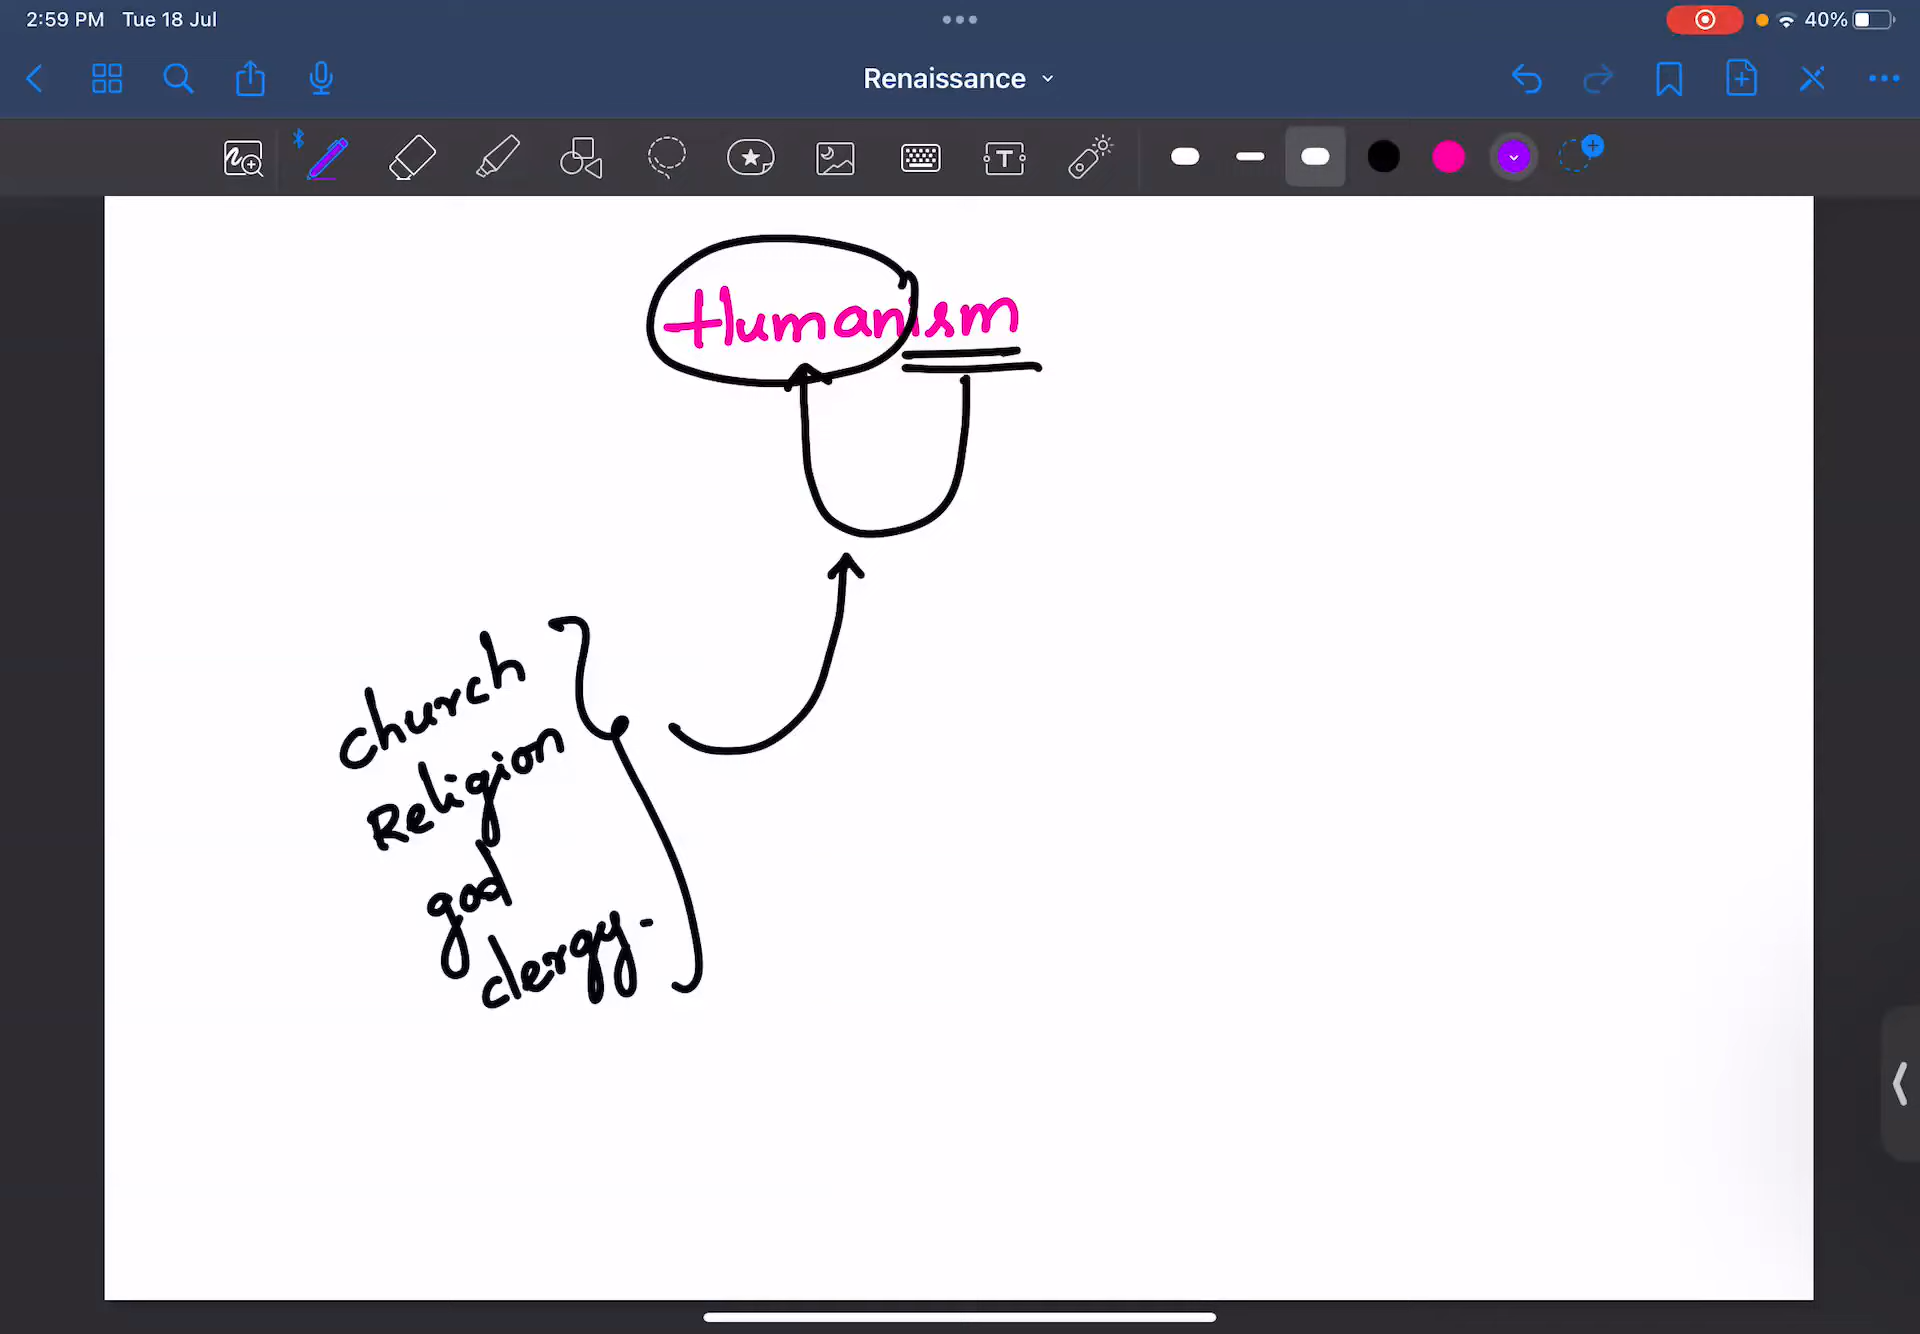 2:59 PM Tue 18 Jul
40%
Renaissance
T
Humanism
church
Religion
god
clergy.